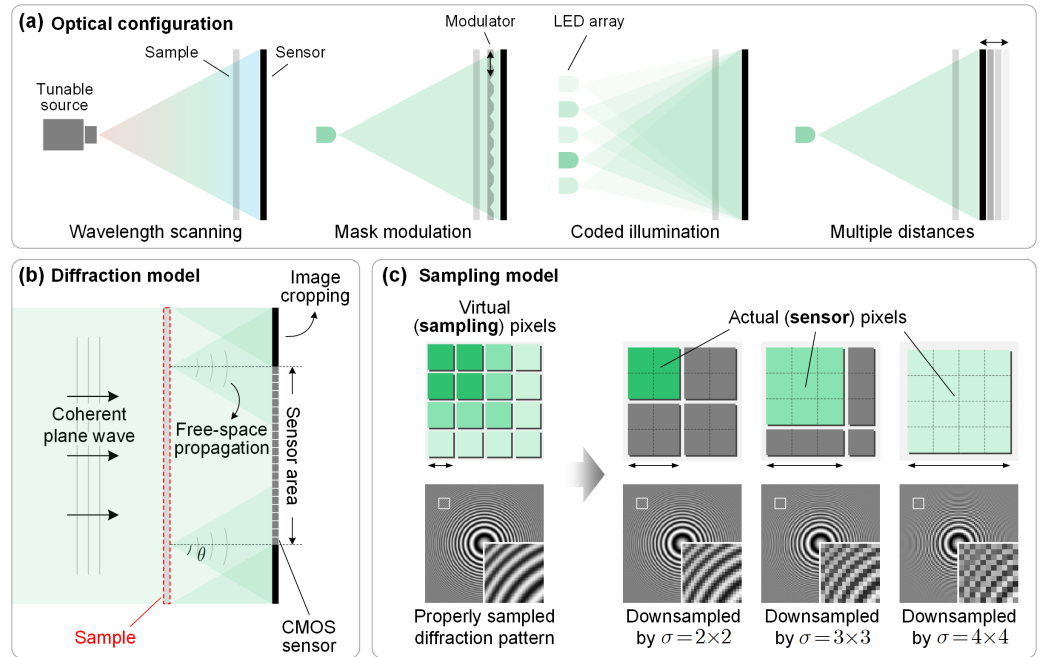 (a) Optical configuration
Tunable
source
Sample
Sensor
Modulator
LED array
Wavelength scanning
Mask modulation
Coded illumination
Multiple distances
(b) Diffraction model
Image
cropping
Coherent
plane wave
Free-space
propagation
Sensor area
θ
Sample
CMOS
sensor
(c) Sampling model
Virtual
(sampling) pixels
Actual (sensor) pixels
Properly sampled
diffraction pattern
Downsampled
by σ=2×2
Downsampled
by σ=3×3
Downsampled
by σ=4×4